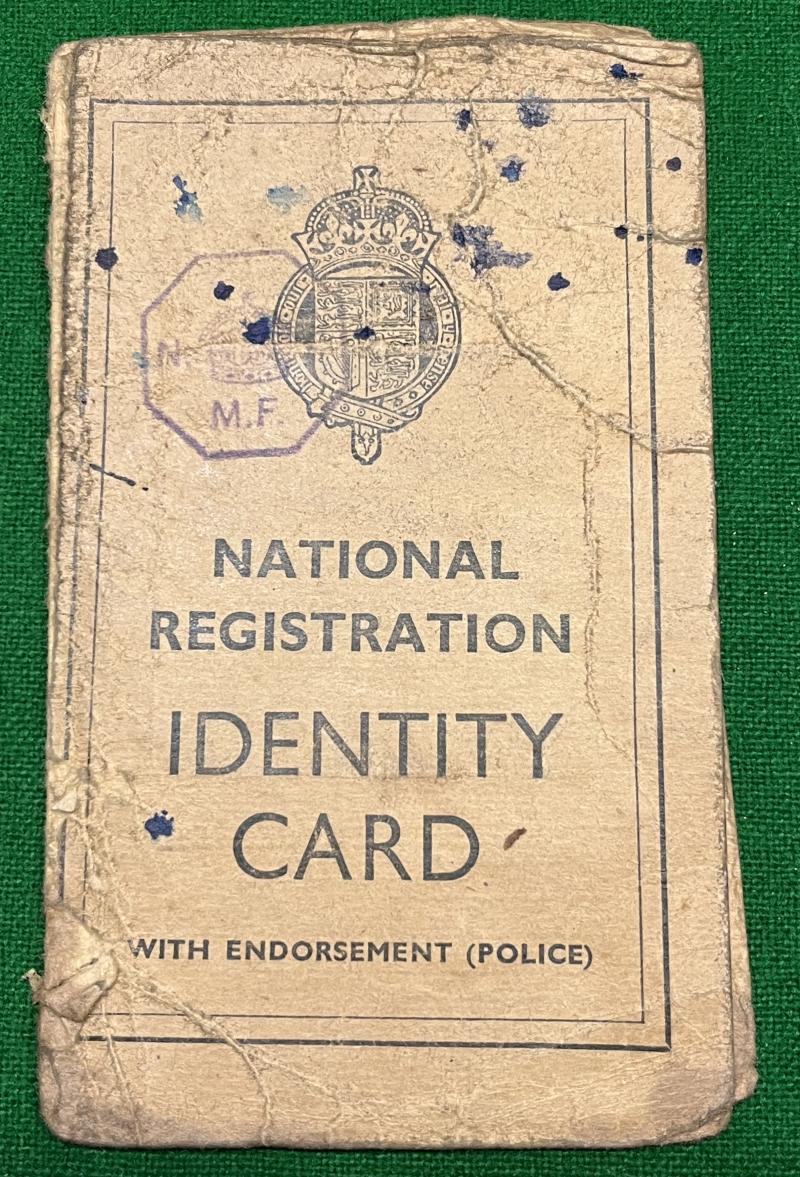 N.
M.F.
NATIONAL
REGISTRATION
IDENTITY
CARD
WITH ENDORSEMENT (POLICE)